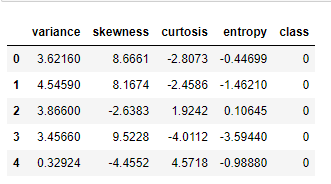 variance skewness curtosis entropy class
0 3.62160 8.6661 -2.8073 -0.44699 0
1 4.54590 8.1674 -2.4586 -1.46210 0
2 3.86600 -2.6383 1.9242 0.10645 0
3 3.45660 9.5228 -4.0112 -3.59440 0
4 0.32924 -4.4552 4.5718 -0.98880 0